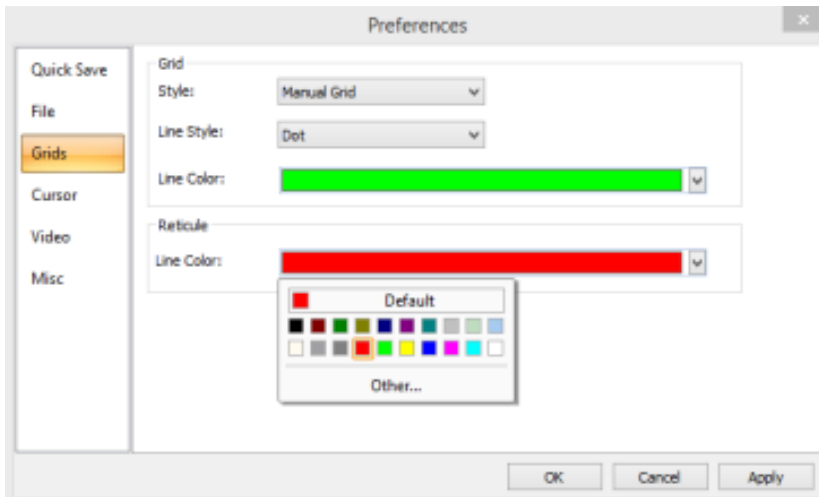 Preferences
Quick Save
File
Grids
Cursor
Video
Misc
Grid
Style: Manual Grid
Line Style: Dot
Line Color:
Reticule
Line Color:
Default
Other...
OK Cancel Apply